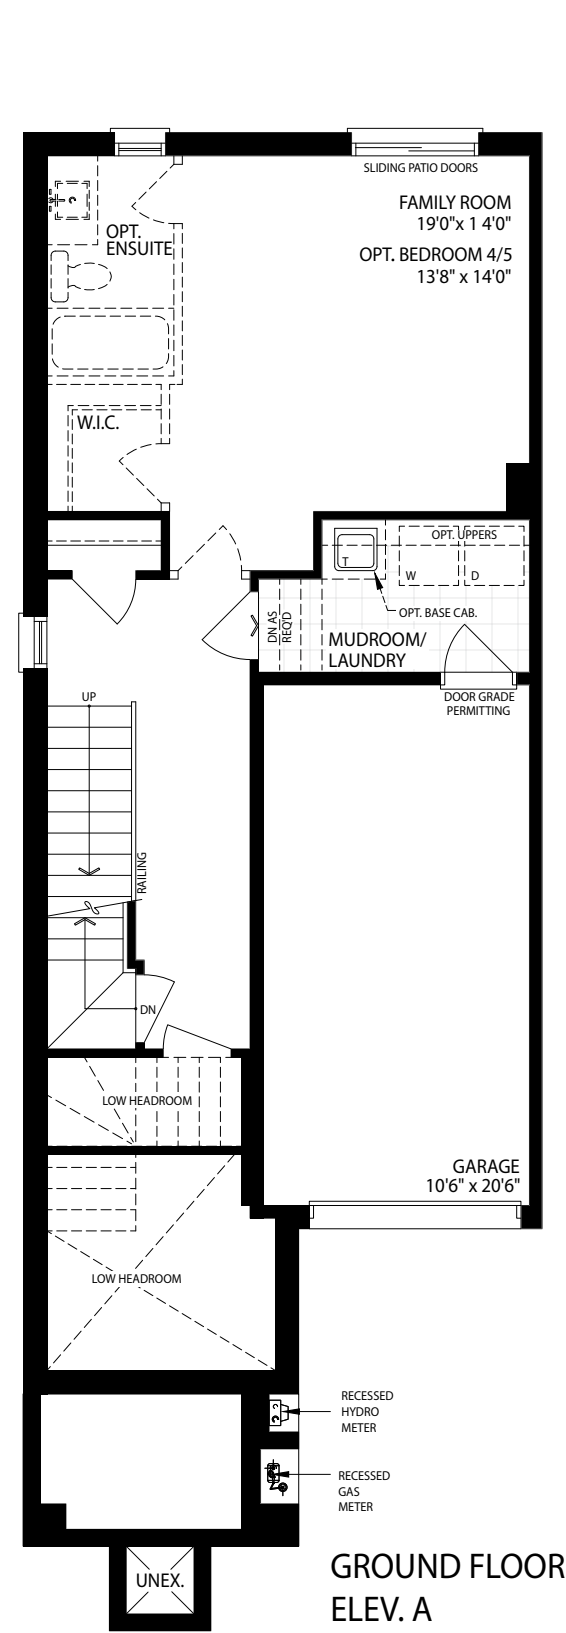 SLIDING PATIO DOORS
FAMILY ROOM
19'0"x 1 4'0"
OPT. BEDROOM 4/5
13'8" x 14'0"
OPT.
ENSUITE
W.I.C.
OPT. UPPERS
T
W
D
OPT. BASE CAB.
DN AS
REQ'D
MUDROOM/
LAUNDRY
DOOR GRADE
PERMITTING
UP
RAILING
DN
LOW HEADROOM
GARAGE
10'6" x 20'6"
LOW HEADROOM
RECESSED
HYDRO
METER
RECESSED
GAS
METER
UNEX.
GROUND FLOOR
ELEV. A